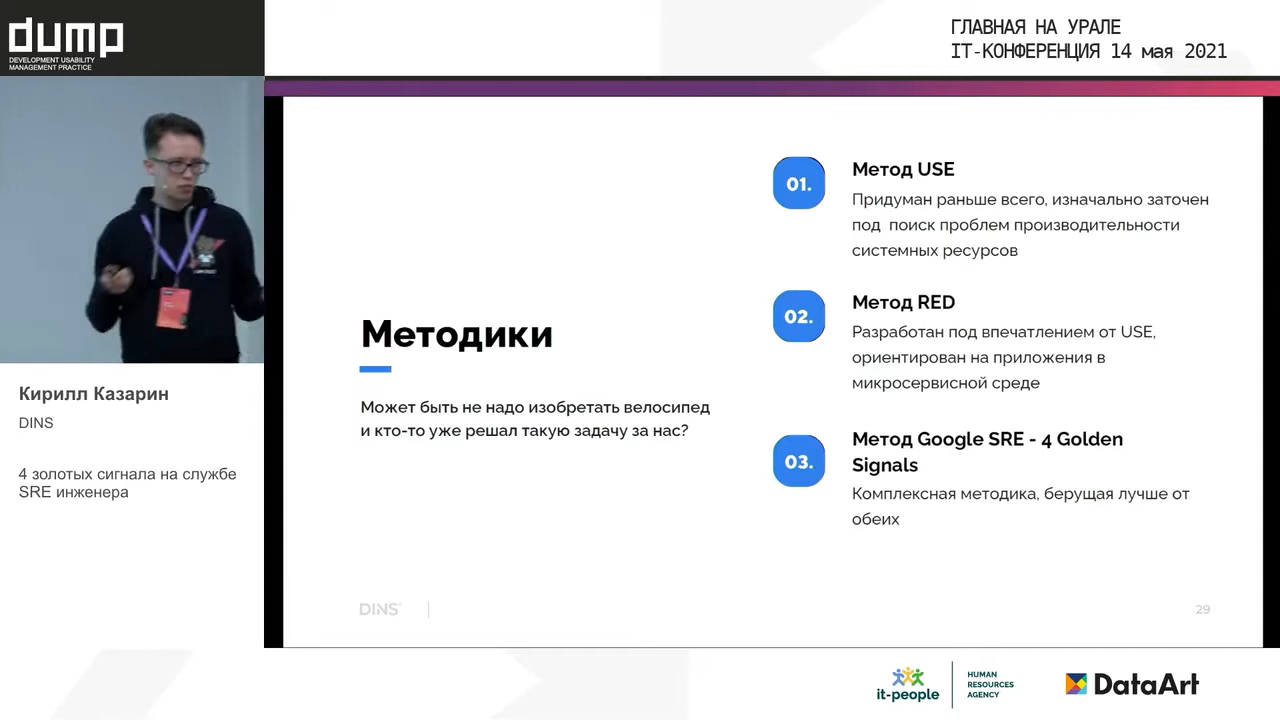 dump
DEVELOPMENT USABILITY
MANAGEMENT PRACTICE
ГЛАВНАЯ НА УРАЛЕ
IT-КОНФЕРЕНЦИЯ 14 мая 2021
Кирилл Казарин
DINS
4 золотых сигнала на службе
SRE инженера
Методики
Может быть не надо изобретать велосипед
и кто-то уже решал такую задачу за нас?
01.
Метод USE
Придуман раньше всего, изначально заточен
под поиск проблем производительности
системных ресурсов
02.
Метод RED
Разработан под впечатлением от USE,
ориентирован на приложения в
микросервисной среде
03.
Метод Google SRE - 4 Golden
Signals
Комплексная методика, берущая лучше от
обеих
DINS
29
it-people
HUMAN
RESOURCES
AGENCY
DataArt